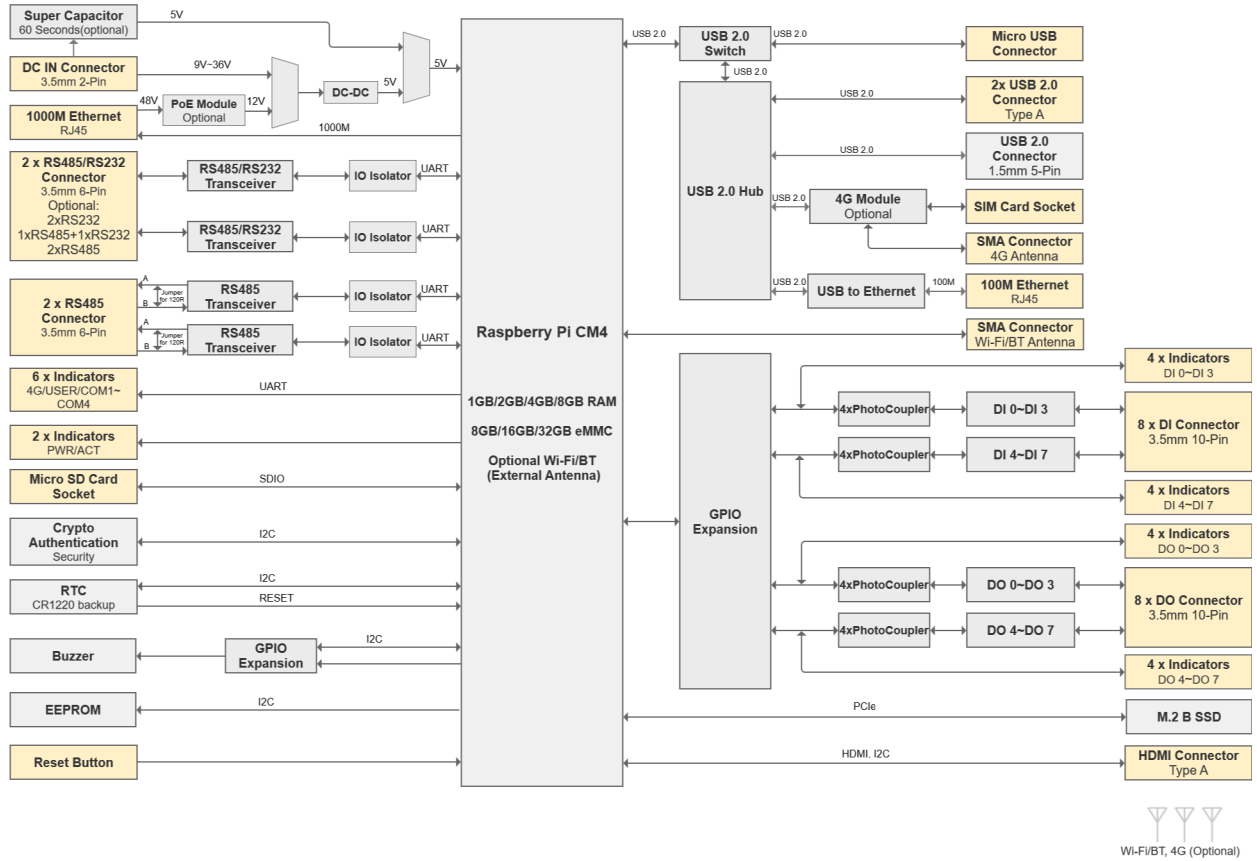 Super Capacitor
60 Seconds(optional)
5V
DC IN Connector
3.5mm 2-Pin
9V~36V
48V
PoE Module
Optional
12V
DC-DC
5V
5V
1000M Ethernet
RJ45
1000M
2 x RS485/RS232
Connector
3.5mm 6-Pin
Optional:
2xRS232
1xRS485+1xRS232
2xRS485
RS485/RS232
Transceiver
IO Isolator
UART
RS485/RS232
Transceiver
IO Isolator
UART
2 x RS485
Connector
3.5mm 6-Pin
A
Jumper
for 120R
B
RS485
Transceiver
IO Isolator
UART
A
Jumper
for 120R
B
RS485
Transceiver
IO Isolator
UART
6 x Indicators
4G/USER/COM1~
COM4
UART
2 x Indicators
PWR/ACT
Micro SD Card
Socket
SDIO
Crypto
Authentication
Security
I2C
RTC
CR1220 backup
I2C
RESET
Buzzer
GPIO
Expansion
I2C
EEPROM
I2C
Reset Button
Raspberry Pi CM4
1GB/2GB/4GB/8GB RAM
8GB/16GB/32GB eMMC
Optional Wi-Fi/BT
(External Antenna)
USB 2.0
USB 2.0
Switch
USB 2.0
Micro USB
Connector
USB 2.0
USB 2.0 Hub
USB 2.0
2x USB 2.0
Connector
Type A
USB 2.0
USB 2.0
Connector
1.5mm 5-Pin
USB 2.0
4G Module
Optional
SIM Card Socket
SMA Connector
4G Antenna
USB 2.0
USB to Ethernet
100M
100M Ethernet
RJ45
SMA Connector
Wi-Fi/BT Antenna
GPIO
Expansion
4 x Indicators
DI 0~DI 3
4xPhotoCoupler
DI 0~DI 3
8 x DI Connector
3.5mm 10-Pin
4xPhotoCoupler
DI 4~DI 7
4 x Indicators
DI 4~DI 7
4 x Indicators
DO 0~DO 3
4xPhotoCoupler
DO 0~DO 3
8 x DO Connector
3.5mm 10-Pin
4xPhotoCoupler
DO 4~DO 7
4 x Indicators
DO 4~DO 7
PCIe
M.2 B SSD
HDMI. I2C
HDMI Connector
Type A
Wi-Fi/BT, 4G (Optional)